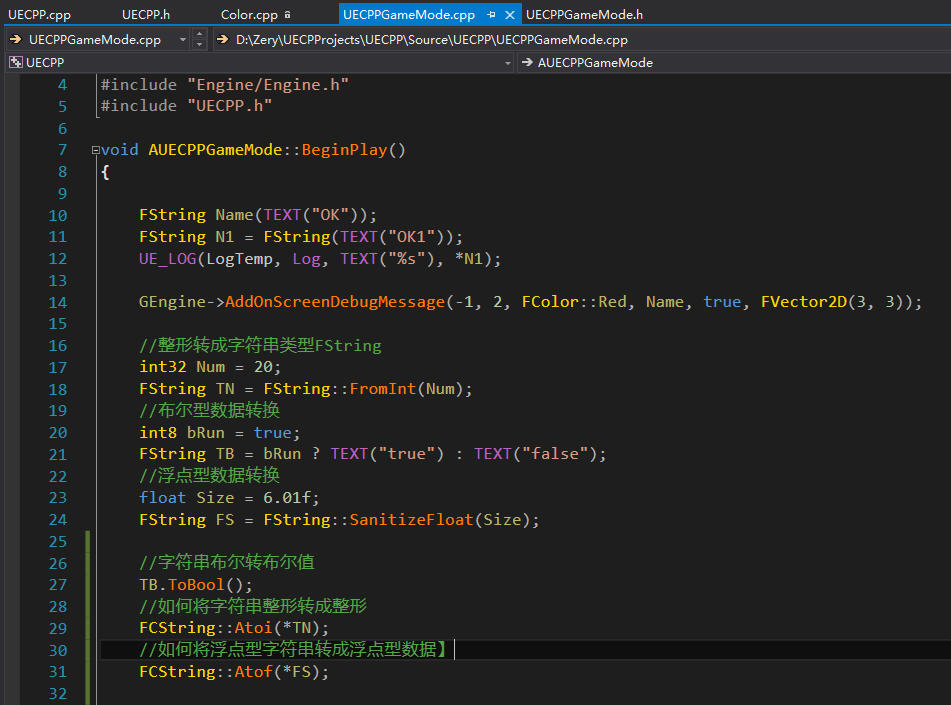 UECPP.cpp UECPP.h Color.cpp UECPPGameMode.cpp UECPPGameMode.h
UECPPGameMode.cpp D:\Zery\UECPProjects\UECPP\Source\UECPP\UECPPGameMode.cpp
UECPP AUECPPGameMode
4 #include "Engine/Engine.h"
5 #include "UECPP.h"
6
7 void AUECPPGameMode::BeginPlay()
8 {
9
10 FString Name(TEXT("OK"));
11 FString N1 = FString(TEXT("OK1"));
12 UE_LOG(LogTemp, Log, TEXT("%s"), *N1);
13
14 GEngine->AddOnScreenDebugMessage(-1, 2, FColor::Red, Name, true, FVector2D(3, 3));
15
16 //整形转成字符串类型FString
17 int32 Num = 20;
18 FString TN = FString::FromInt(Num);
19 //布尔型数据转换
20 int8 bRun = true;
21 FString TB = bRun ? TEXT("true") : TEXT("false");
22 //浮点型数据转换
23 float Size = 6.01f;
24 FString FS = FString::SanitizeFloat(Size);
25
26 //字符串布尔转布尔值
27 TB.ToBool();
28 //如何将字符串整形转成整形
29 FCString::Atoi(*TN);
30 //如何将浮点型字符串转成浮点型数据】
31 FCString::Atof(*FS);
32